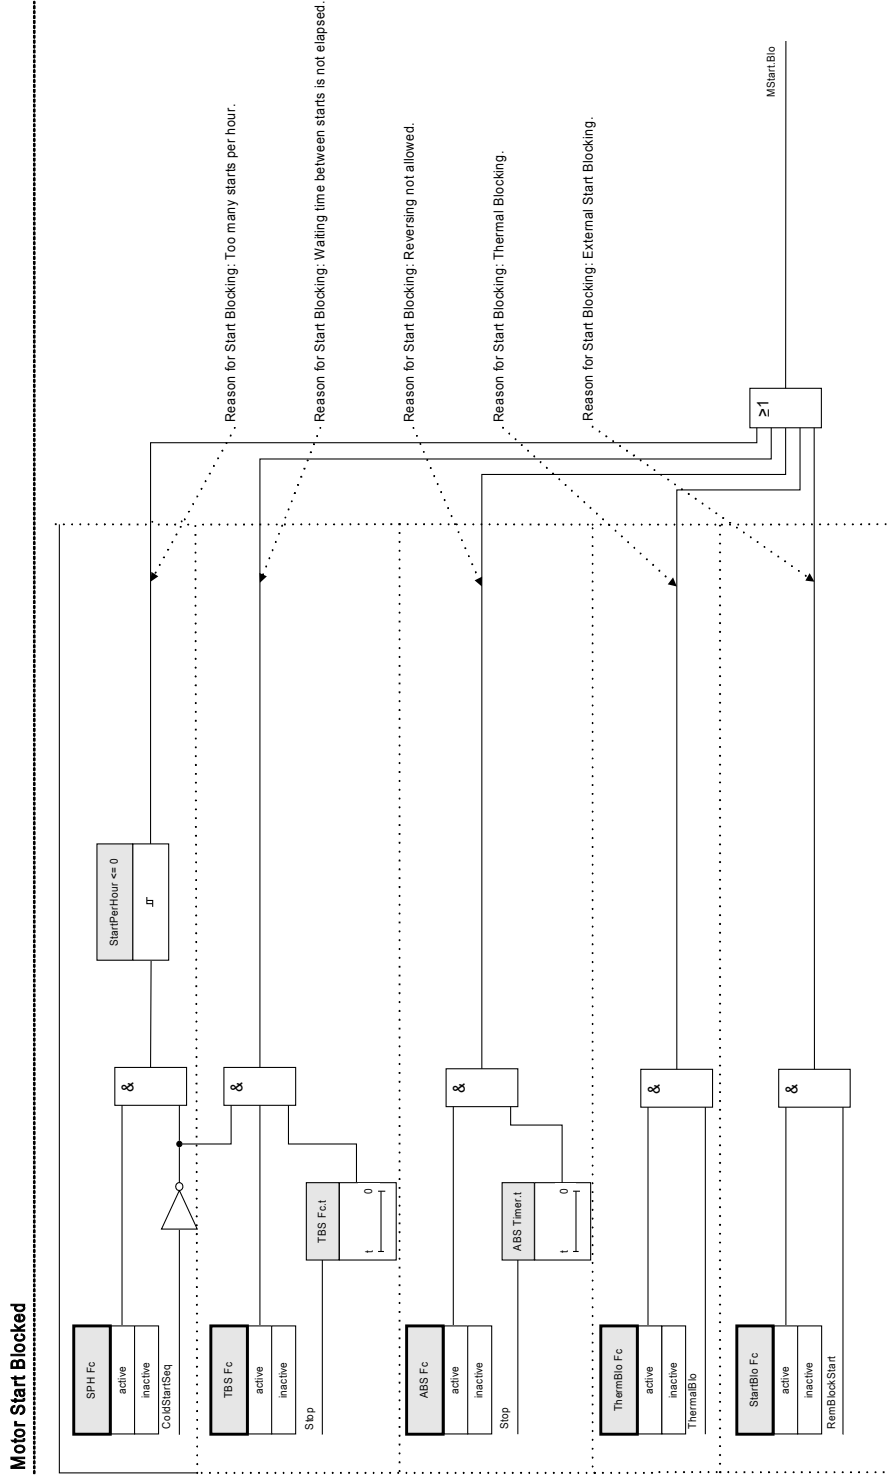 Motor Start Blocked
SPH Fc
active
inactive
ColdStartSeq
&
StartPerHour <= 0
Reason for Start Blocking: Too many starts per hour.
TBS Fc
active
inactive
Stop
TBS Fc.t
t 0
&
Reason for Start Blocking: Waiting time between starts is not elapsed.
ABS Fc
active
inactive
Stop
ABS Timer.t
t 0
&
Reason for Start Blocking: Reversing not allowed.
ThermBlo Fc
active
inactive
ThermalBlo
&
Reason for Start Blocking: Thermal Blocking.
StartBlo Fc
active
inactive
RemBlockStart
&
Reason for Start Blocking: External Start Blocking.
≥1
MStart.Blo